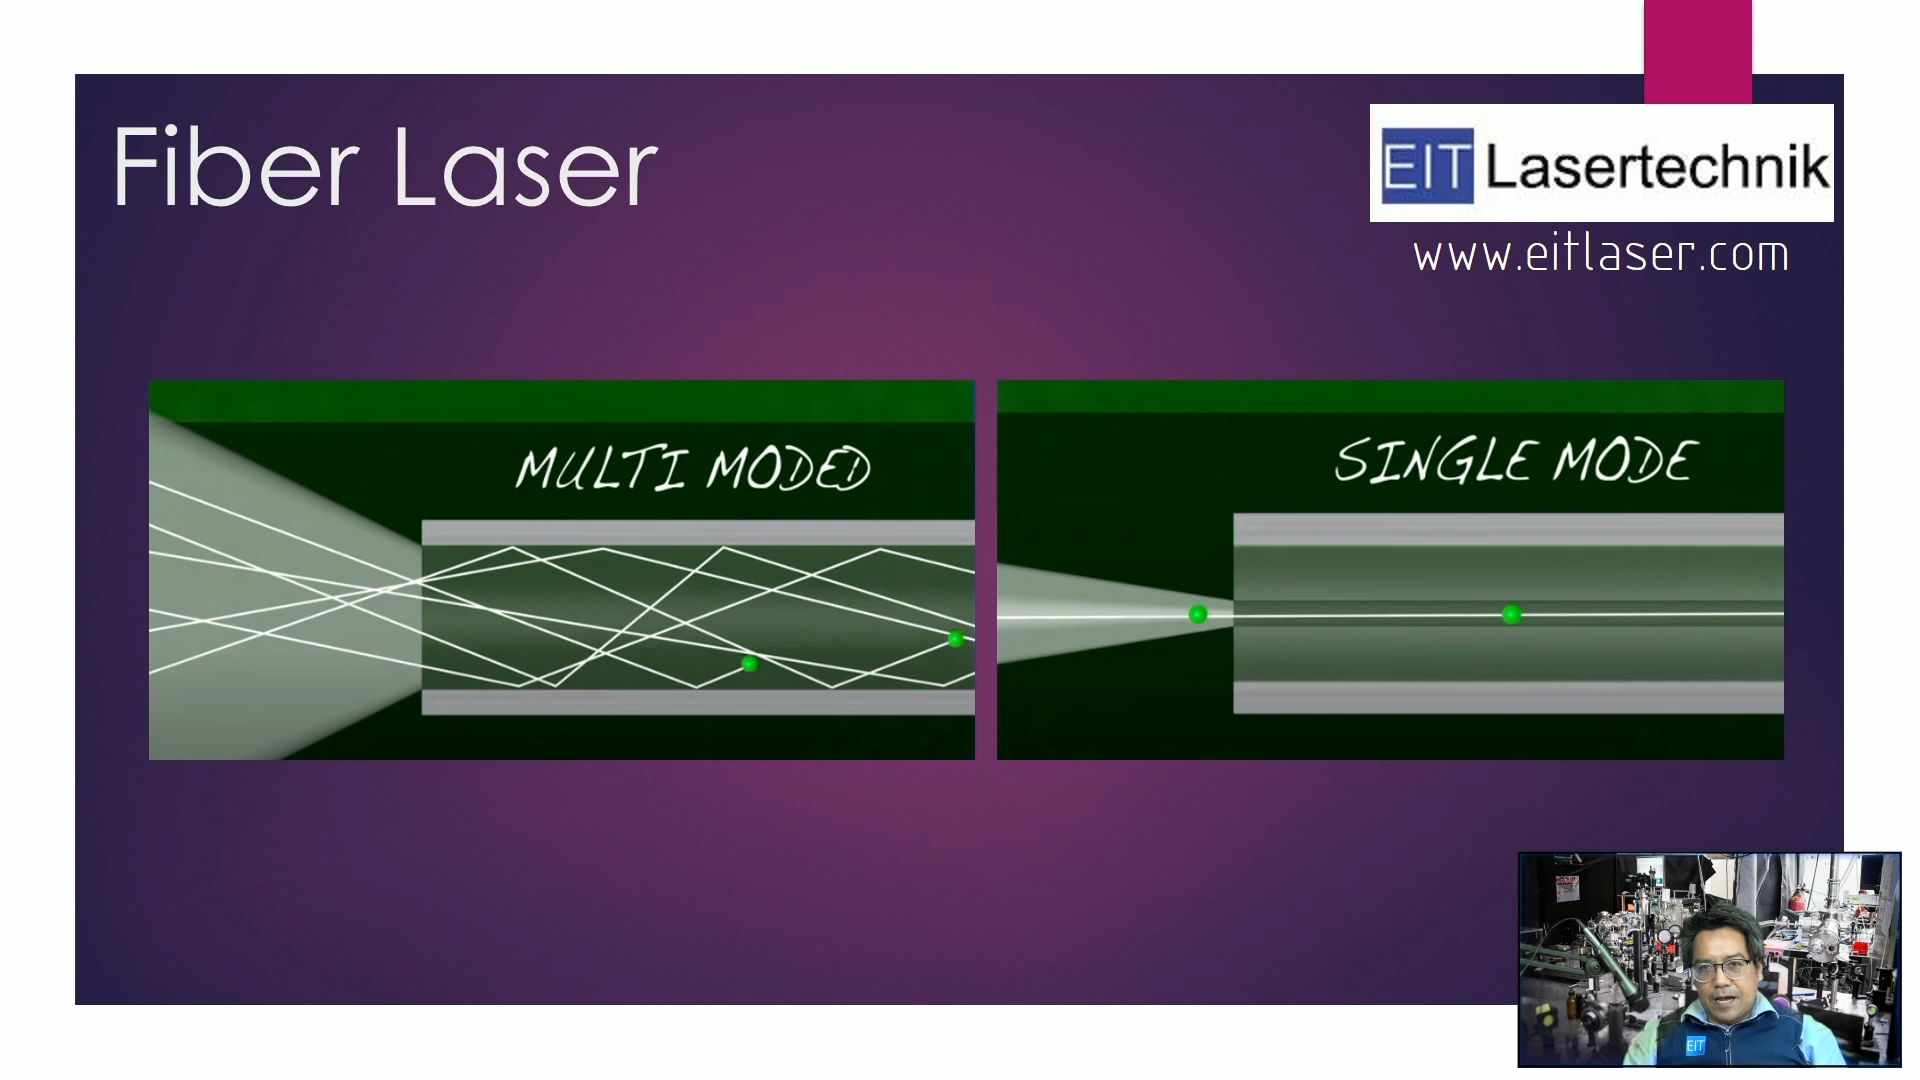 Fiber Laser
EIT Lasertechnik
www.eitlaser.com
MULTI MODED
SINGLE MODE
EIT